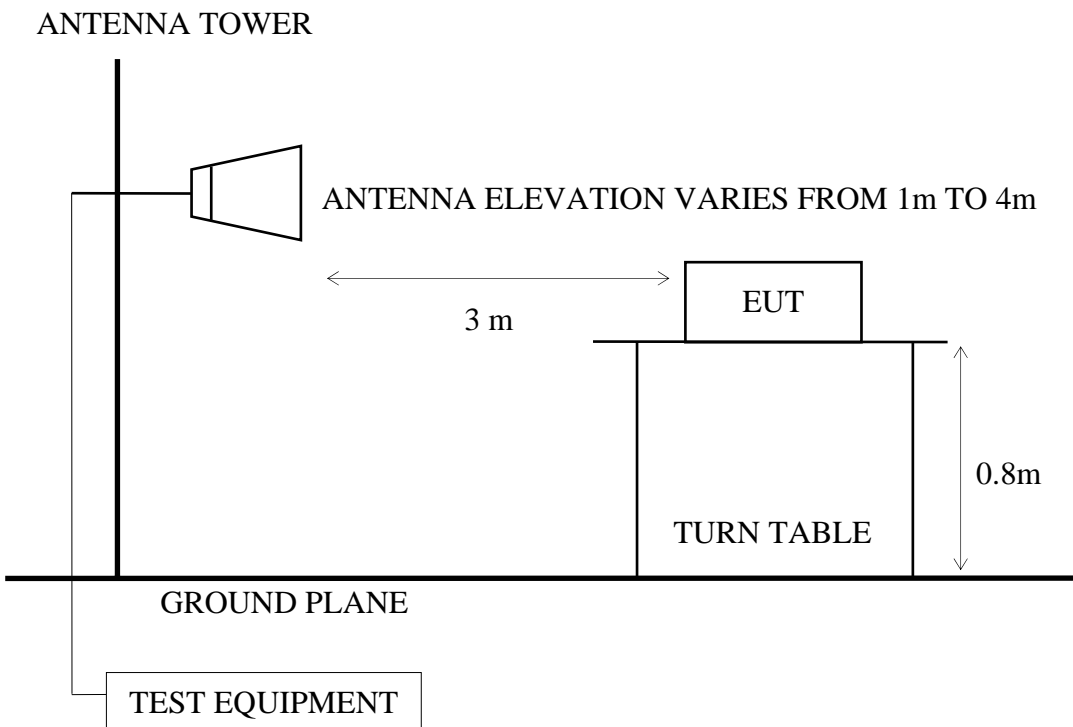 ANTENNA TOWER
ANTENNA ELEVATION VARIES FROM 1m TO 4m
EUT
3 m
0.8m
TURN TABLE
GROUND PLANE
TEST EQUIPMENT